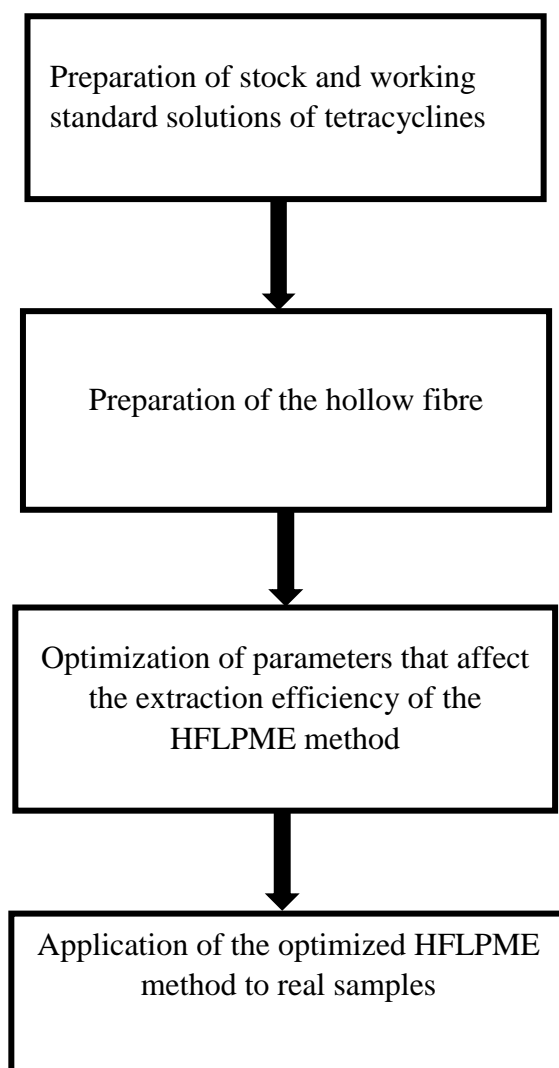 Preparation of stock and working
standard solutions of tetracyclines
Preparation of the hollow fibre
Optimization of parameters that affect
the extraction efficiency of the
HFLPME method
Application of the optimized HFLPME
method to real samples